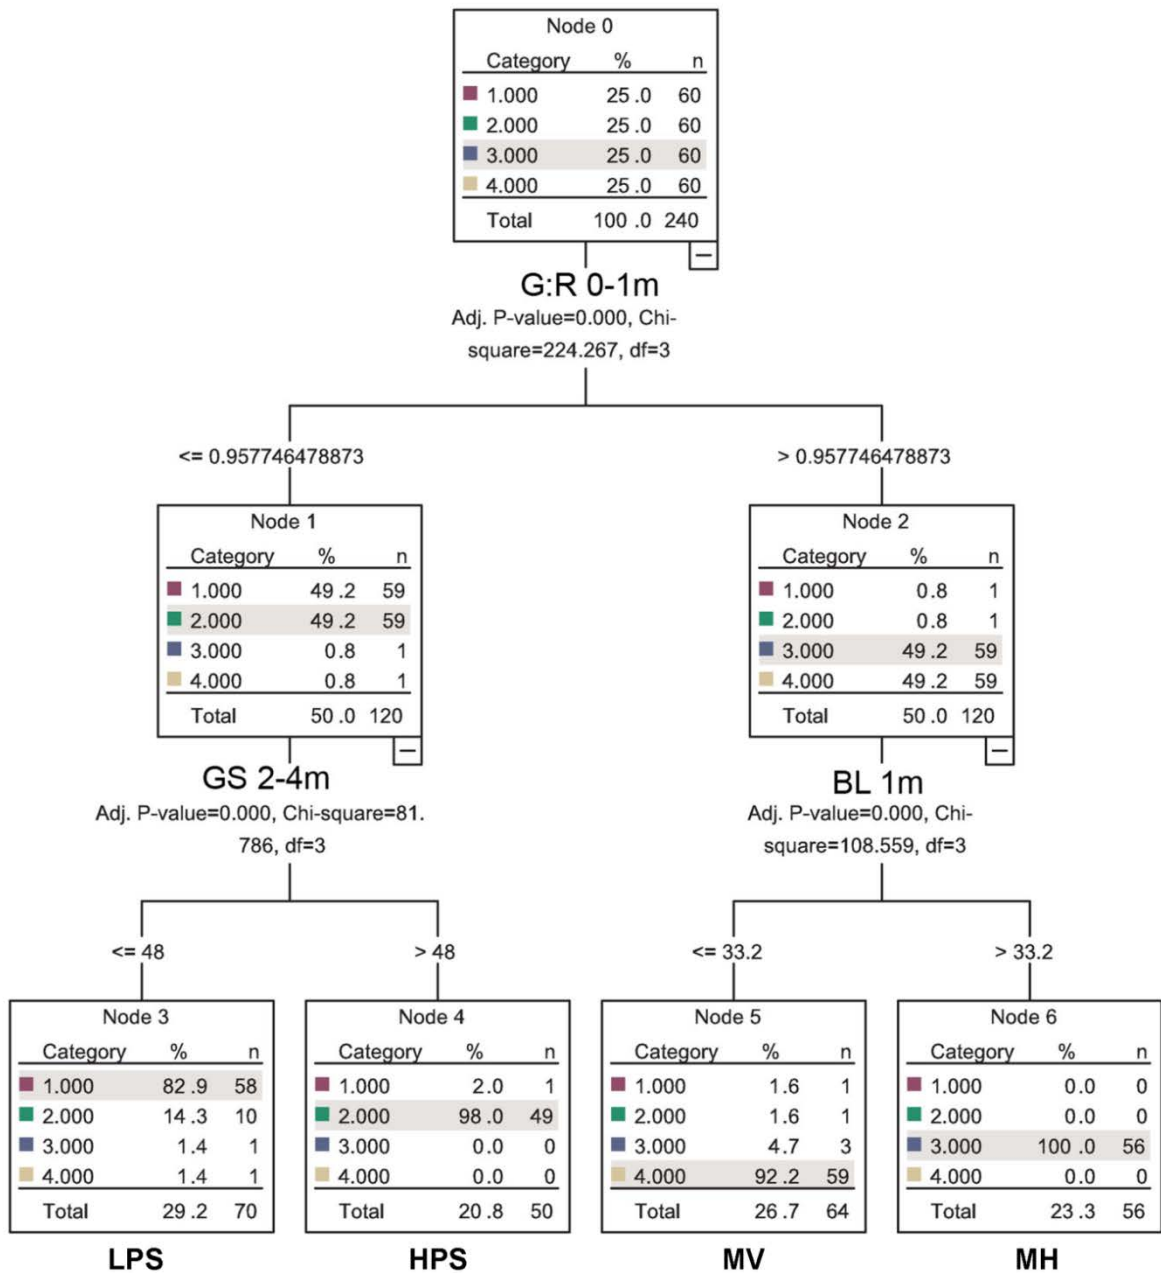 Node 0
Category % n
1.000 25.0 60
2.000 25.0 60
3.000 25.0 60
4.000 25.0 60
Total 100.0 240
G:R 0-1m
Adj. P-value=0.000, Chi-
square=224.267, df=3
<= 0.957746478873
> 0.957746478873
Node 1
Category % n
1.000 49.2 59
2.000 49.2 59
3.000 0.8 1
4.000 0.8 1
Total 50.0 120
GS 2-4m
Adj. P-value=0.000, Chi-square=81.
786, df=3
Node 2
Category % n
1.000 0.8 1
2.000 0.8 1
3.000 49.2 59
4.000 49.2 59
Total 50.0 120
BL 1m
Adj. P-value=0.000, Chi-
square=108.559, df=3
<= 48
> 48
<= 33.2
> 33.2
Node 3
Category % n
1.000 82.9 58
2.000 14.3 10
3.000 1.4 1
4.000 1.4 1
Total 29.2 70
LPS
Node 4
Category % n
1.000 2.0 1
2.000 98.0 49
3.000 0.0 0
4.000 0.0 0
Total 20.8 50
HPS
Node 5
Category % n
1.000 1.6 1
2.000 1.6 1
3.000 4.7 3
4.000 92.2 59
Total 26.7 64
MV
Node 6
Category % n
1.000 0.0 0
2.000 0.0 0
3.000 100.0 56
4.000 0.0 0
Total 23.3 56
MH